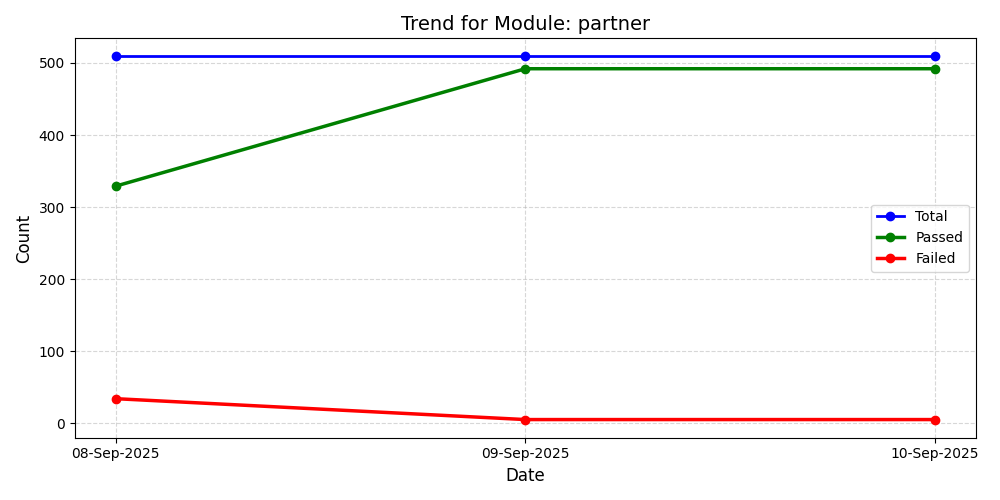 Trend for Module: partner
500
400
300
200
100
0
Count
Total
Passed
Failed
08-Sep-2025
09-Sep-2025
10-Sep-2025
Date